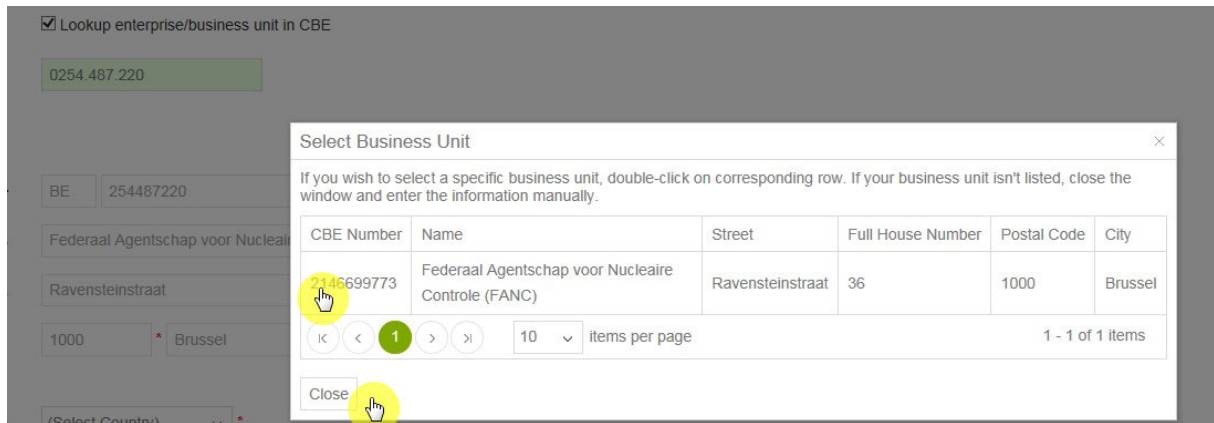 Lookup enterprise/business unit in CBE
0254.487.220
Select Business Unit
If you wish to select a specific business unit, double-click on corresponding row. If your business unit isn't listed, close the
window and enter the information manually.
BE 254487220
CBE Number Name Street Full House Number Postal Code City
Federaal Agentschap voor Nucleair
2146699773 Federaal Agentschap voor Nucleaire Controle (FANC) Ravensteinstraat 36 1000 Brussel
Ravensteinstraat
1000 * Brussel
1 10 items per page 1 - 1 of 1 items
Close
(Select Country) *